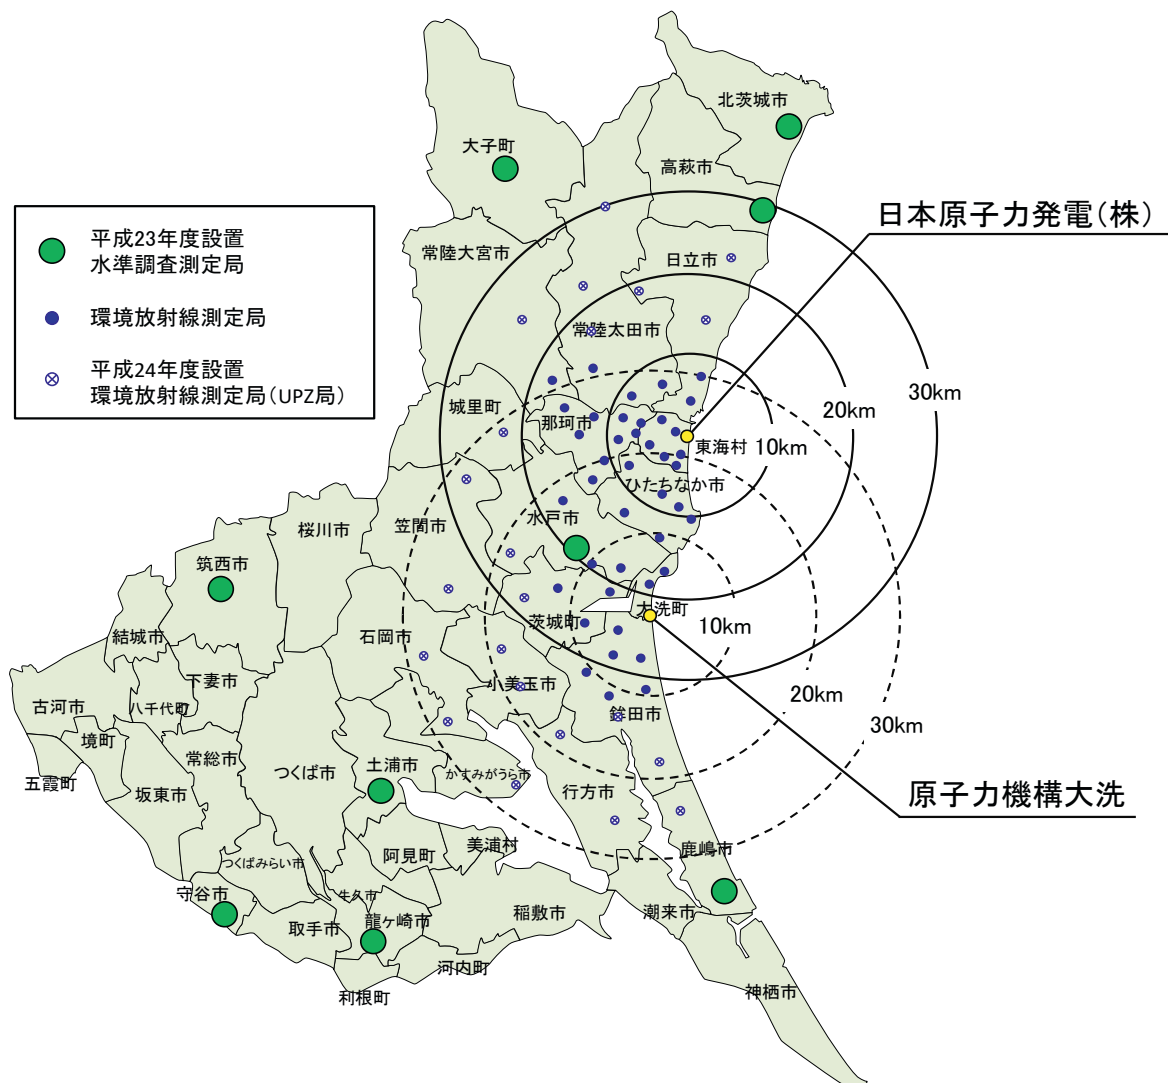 北茨城市
大子町
高萩市
日本原子力発電(株)
平成23年度設置
水準調査測定局
環境放射線測定局
平成24年度設置
環境放射線測定局(UPZ局)
常陸大宮市
日立市
常陸太田市
30km
20km
城里町
那珂市
東海村
10km
ひたちなか市
水戸市
笠間市
桜川市
筑西市
大洗町
茨城町
10km
結城市
石岡市
下妻市
小美玉市
20km
古河市
八千代町
鉾田市
30km
境町
常総市
つくば市
土浦市
かすみがうら市
五霞町
坂東市
行方市
原子力機構大洗
美浦村
阿見町
鹿嶋市
つくばみらい市
守谷市
牛久市
龍ヶ崎市
稲敷市
潮来市
取手市
河内町
利根町
神栖市